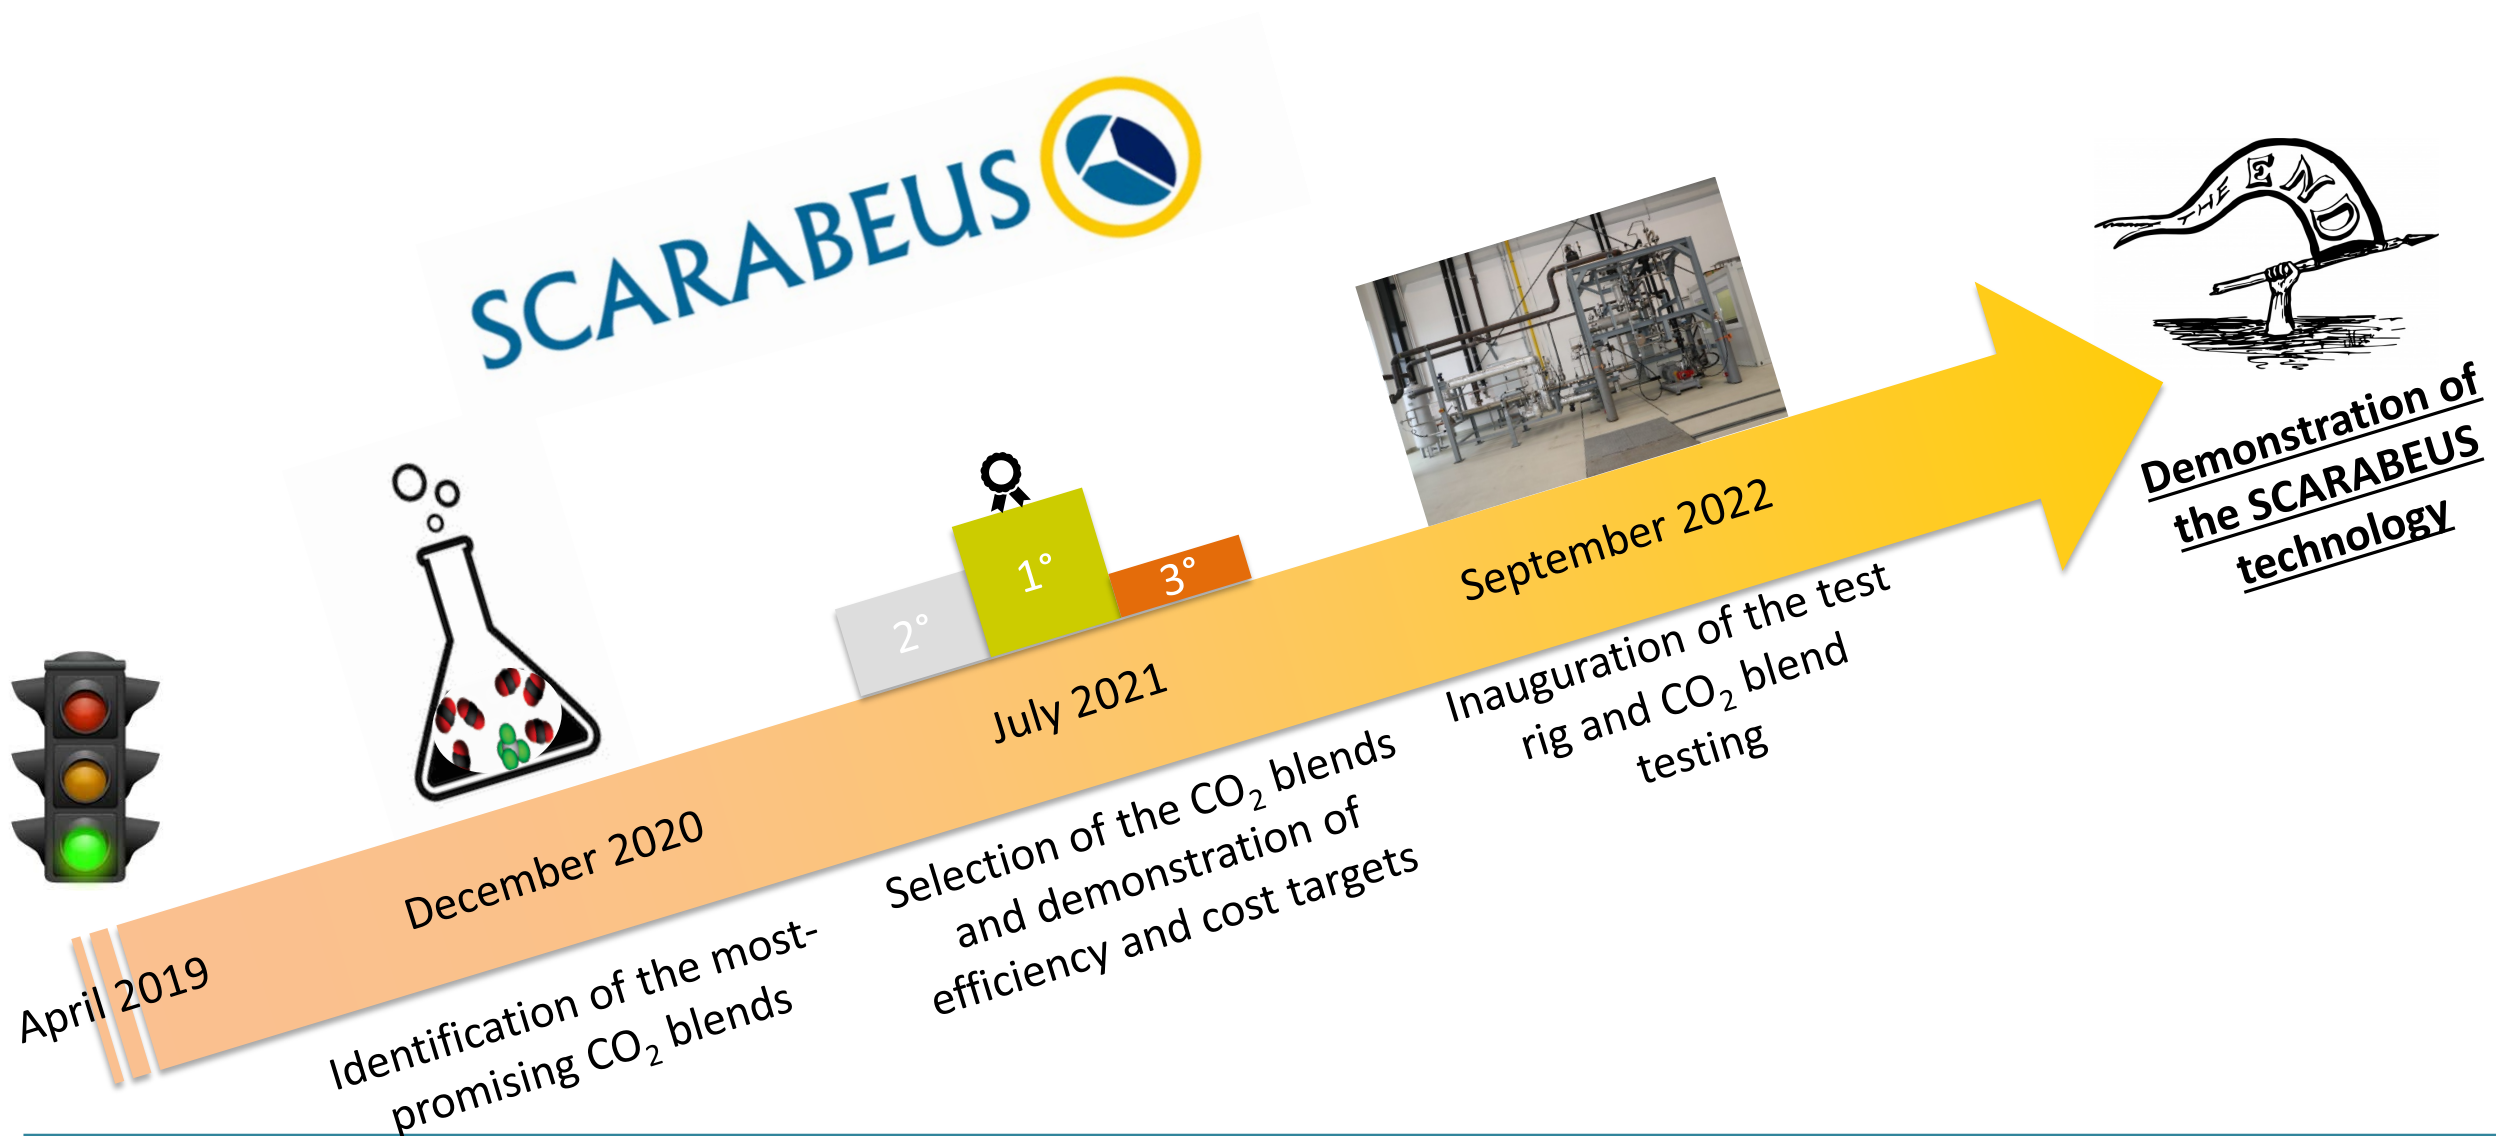 SCARABEUS
THE END
2°
1°
3°
April 2019
December 2020
Identification of the most-
promising CO₂ blends
July 2021
Selection of the CO₂ blends
and demonstration of
efficiency and cost targets
September 2022
Inauguration of the test
rig and CO₂ blend
testing
Demonstration of
the SCARABEUS
technology